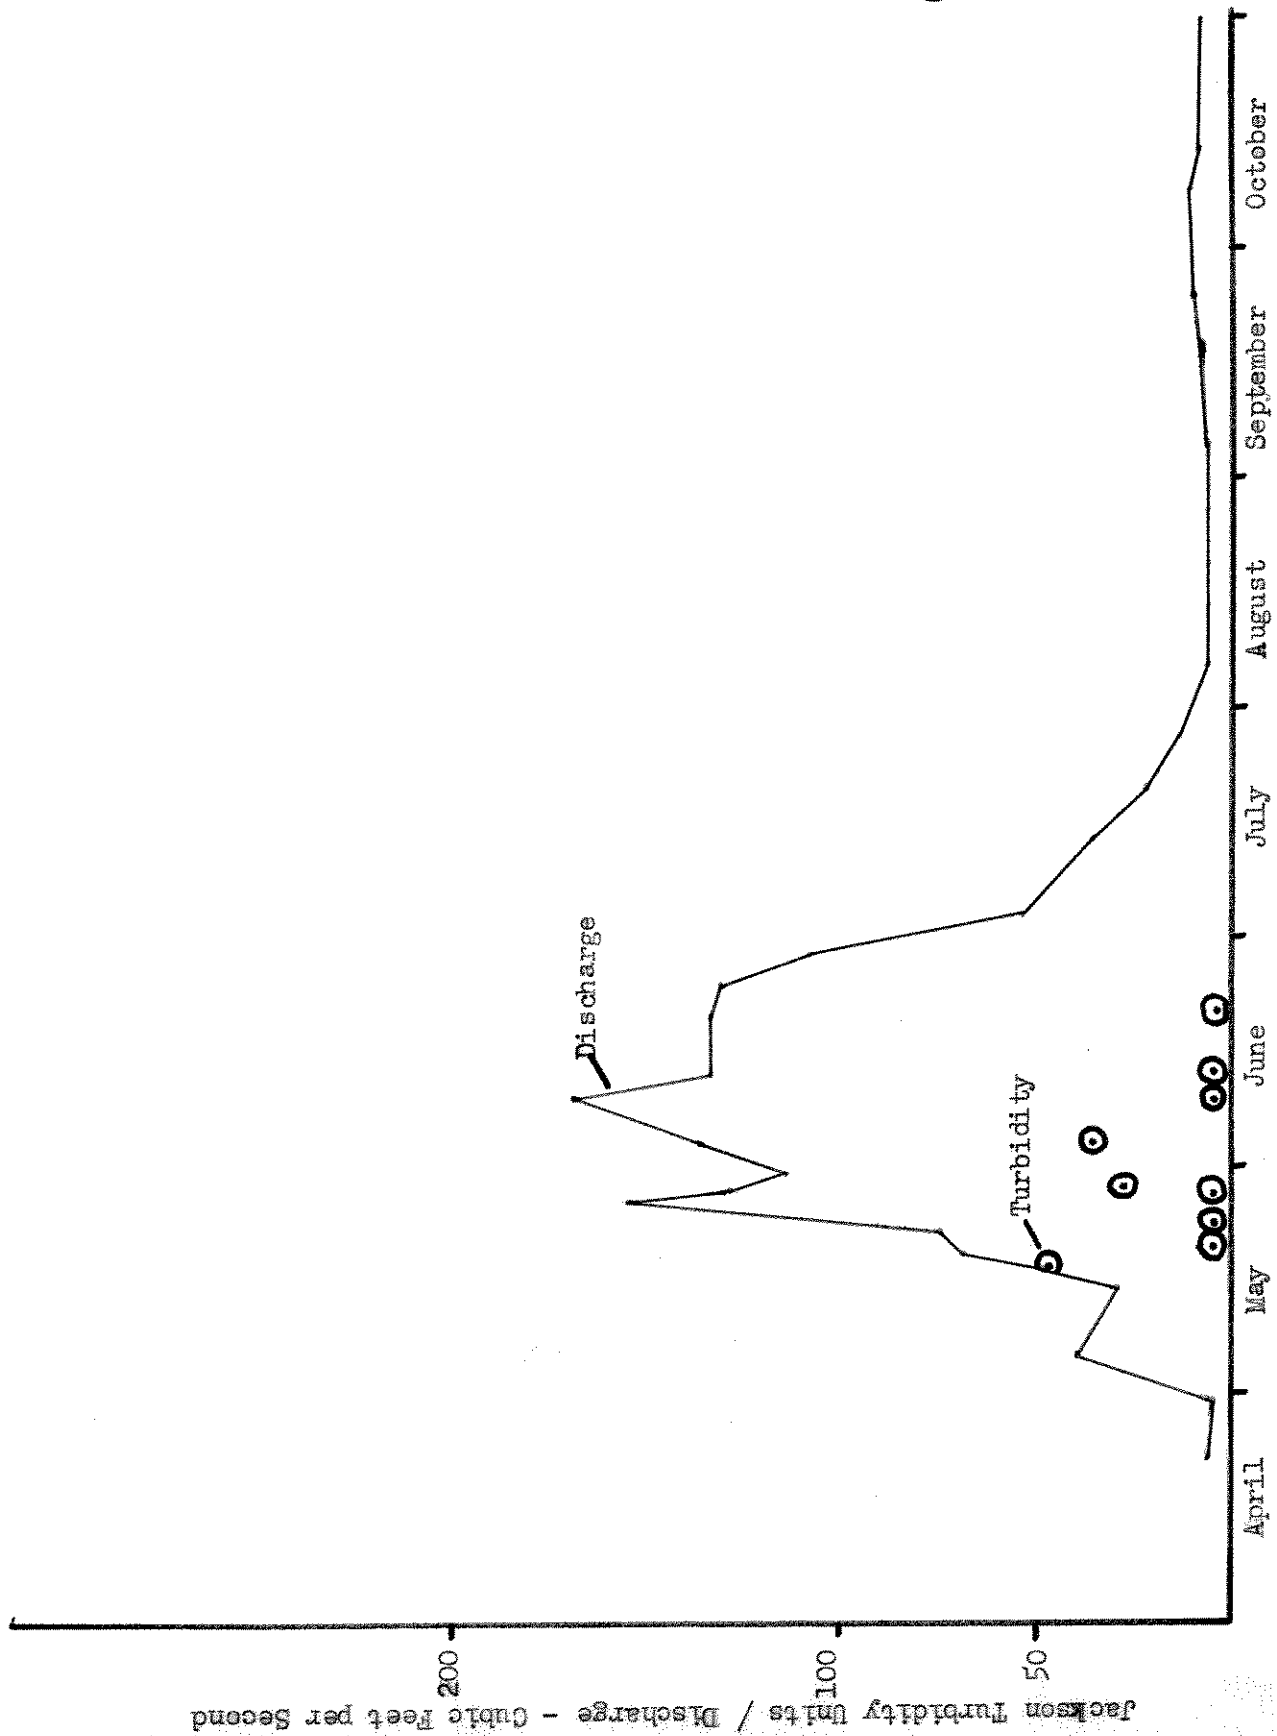 Jackson Turbidity Units / Discharge - Cubic Feet per Second
200
100
50
Discharge
Turbidity
April
May
June
July
August
September
October